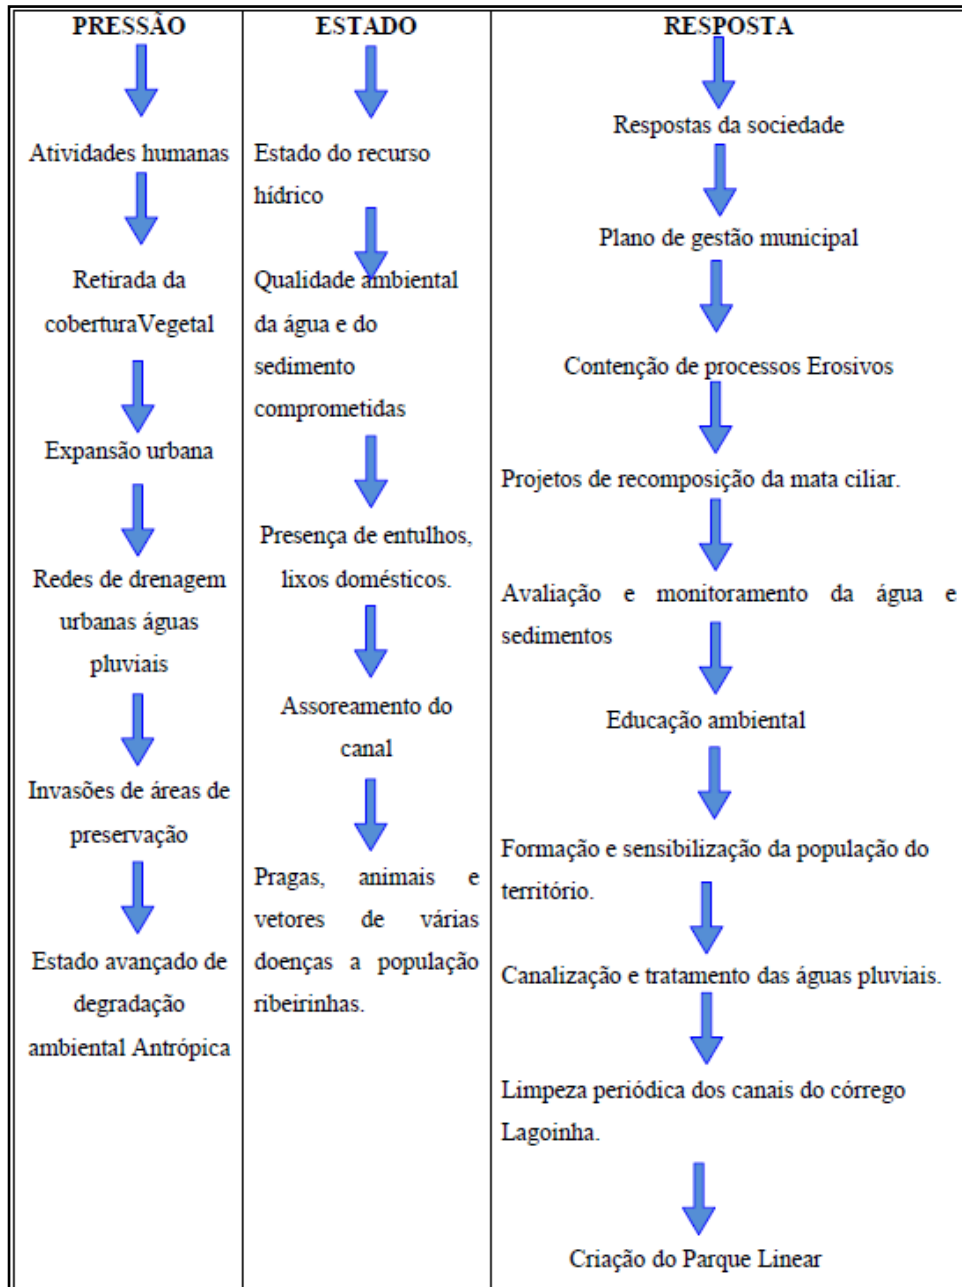 PRESSÃO
Atividades humanas
Retirada da
coberturaVegetal
Expansão urbana
Redes de drenagem
urbanas águas
pluviais
Invasões de áreas de
preservação
Estado avançado de
degradação
ambiental Antrópica
ESTADO
Estado do recurso
hídrico
Qualidade ambiental
da água e do
sedimento
comprometidas
Presença de entulhos,
lixos domésticos.
Assoreamento do
canal
Pragas, animais e
vetores de várias
doenças a população
ribeirinhas.
RESPOSTA
Respostas da sociedade
Plano de gestão municipal
Contenção de processos Erosivos
Projetos de recomposição da mata ciliar.
Avaliação e monitoramento da água e
sedimentos
Educação ambiental
Formação e sensibilização da população do
território.
Canalização e tratamento das águas pluviais.
Limpeza periódica dos canais do córrego
Lagoinha.
Criação do Parque Linear